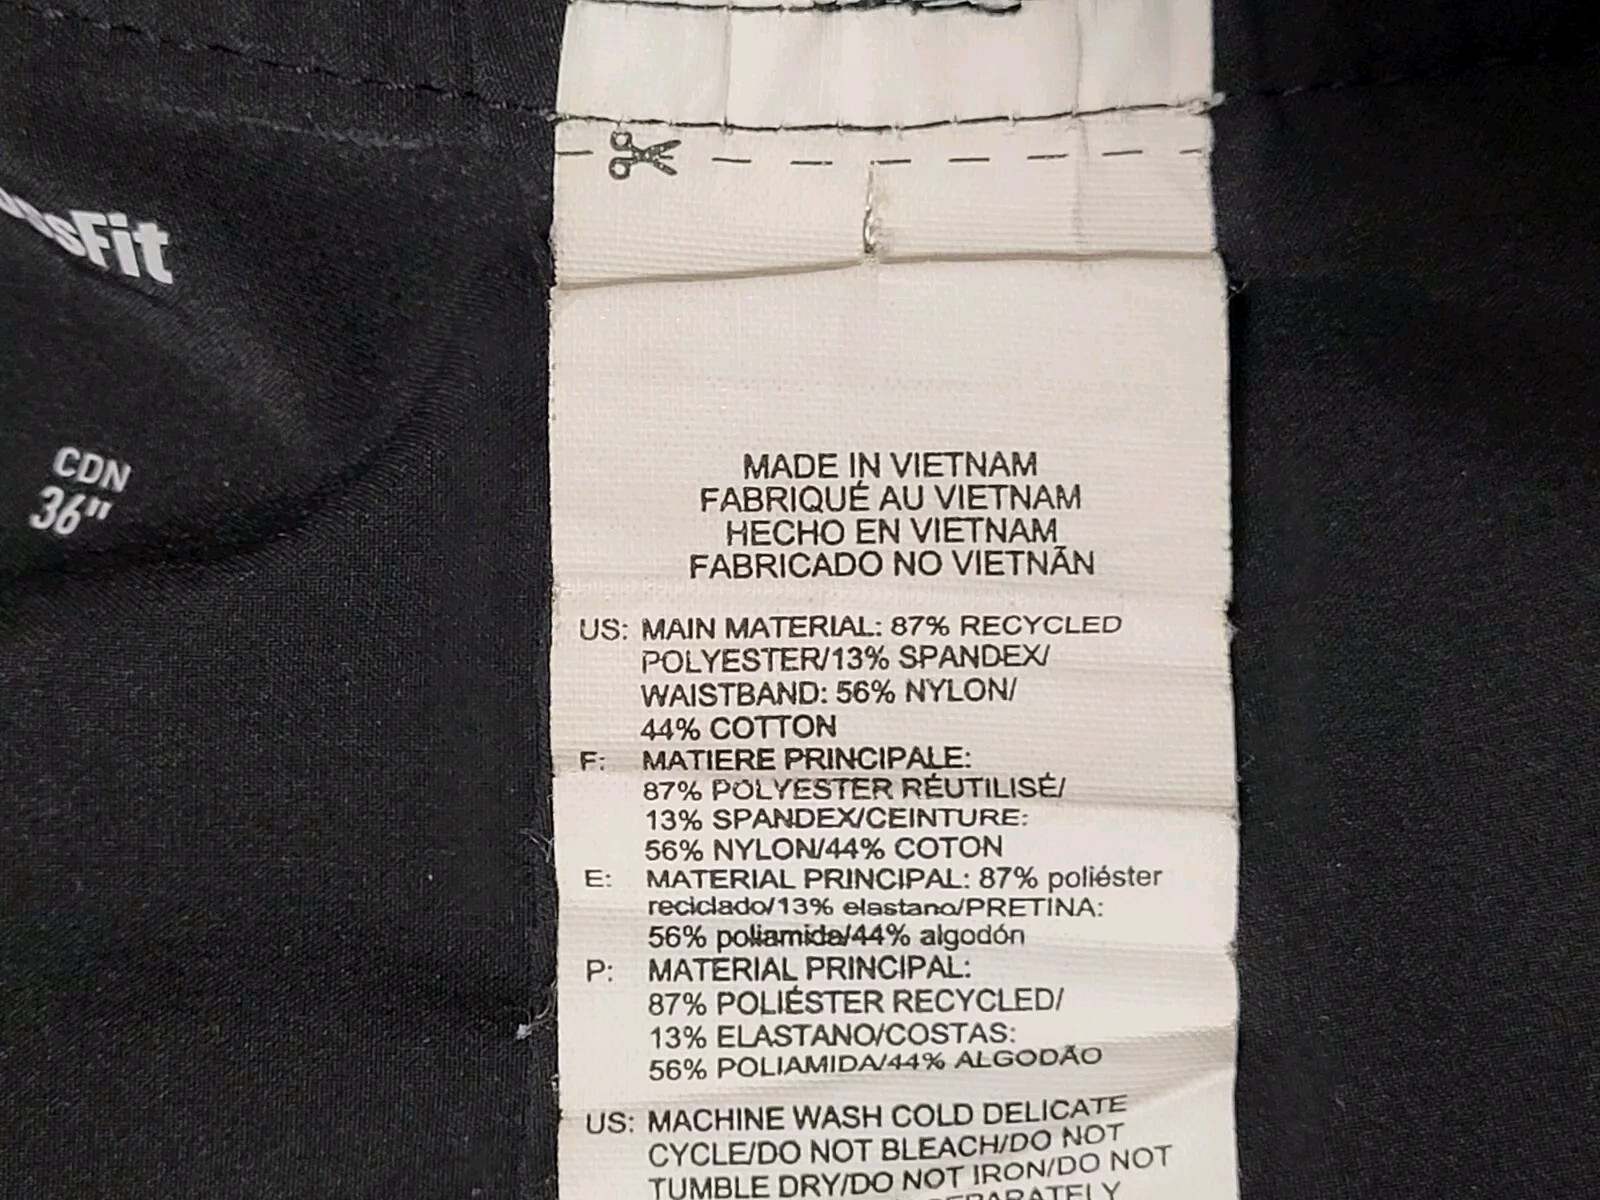 ssFit
CDN
36"
MADE IN VIETNAM
FABRIQUÉ AU VIETNAM
HECHO EN VIETNAM
FABRICADO NO VIETNÃN
US: MAIN MATERIAL: 87% RECYCLED
POLYESTER/13% SPANDEX/
WAISTBAND: 56% NYLON/
44% COTTON
F: MATIERE PRINCIPALE:
87% POLYESTER RÉUTILISÉ/
13% SPANDEX/CEINTURE:
56% NYLON/44% COTON
E: MATERIAL PRINCIPAL: 87% poliéster
reciclado/13% elastano/PRETINA:
56% poliamida/44% algodón
P: MATERIAL PRINCIPAL:
87% POLIÉSTER RECYCLED/
13% ELASTANO/COSTAS:
56% POLIAMIDA/44% ALGODÃO
US: MACHINE WASH COLD DELICATE
CYCLE/DO NOT BLEACH/DO NOT
TUMBLE DRY/DO NOT IRON/DO NOT
SEPARATELY